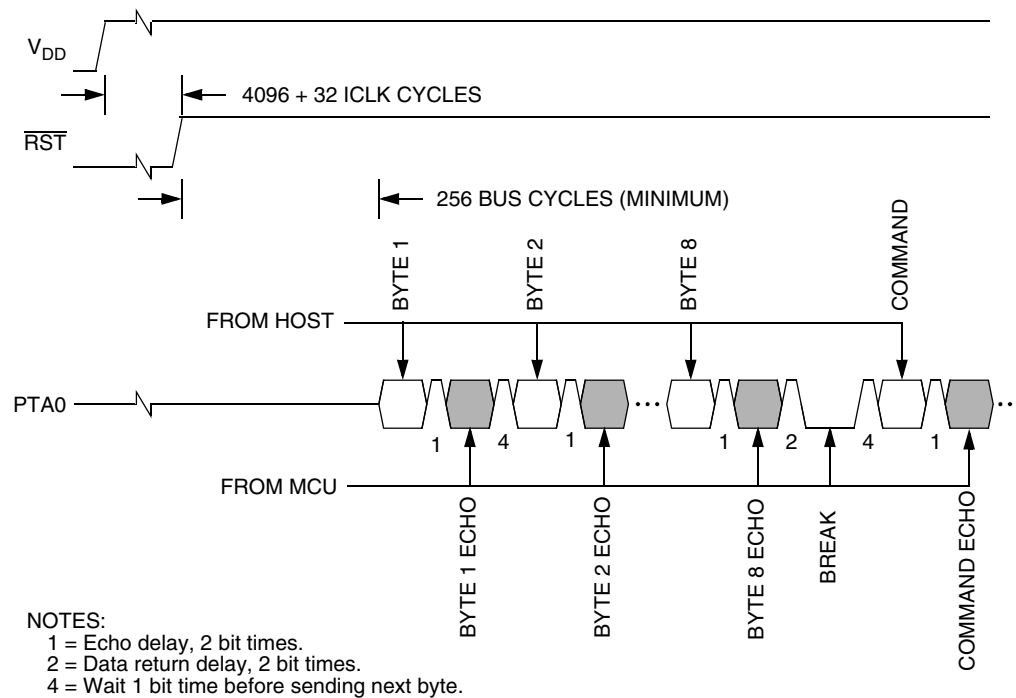 VDD
4096 + 32 ICLK CYCLES
RST
256 BUS CYCLES (MINIMUM)
BYTE 1
BYTE 2
BYTE 8
COMMAND
FROM HOST
PTA0
1
4
1
1
2
4
1
FROM MCU
BYTE 1 ECHO
BYTE 2 ECHO
BYTE 8 ECHO
BREAK
COMMAND ECHO
NOTES:
1 = Echo delay, 2 bit times.
2 = Data return delay, 2 bit times.
4 = Wait 1 bit time before sending next byte.